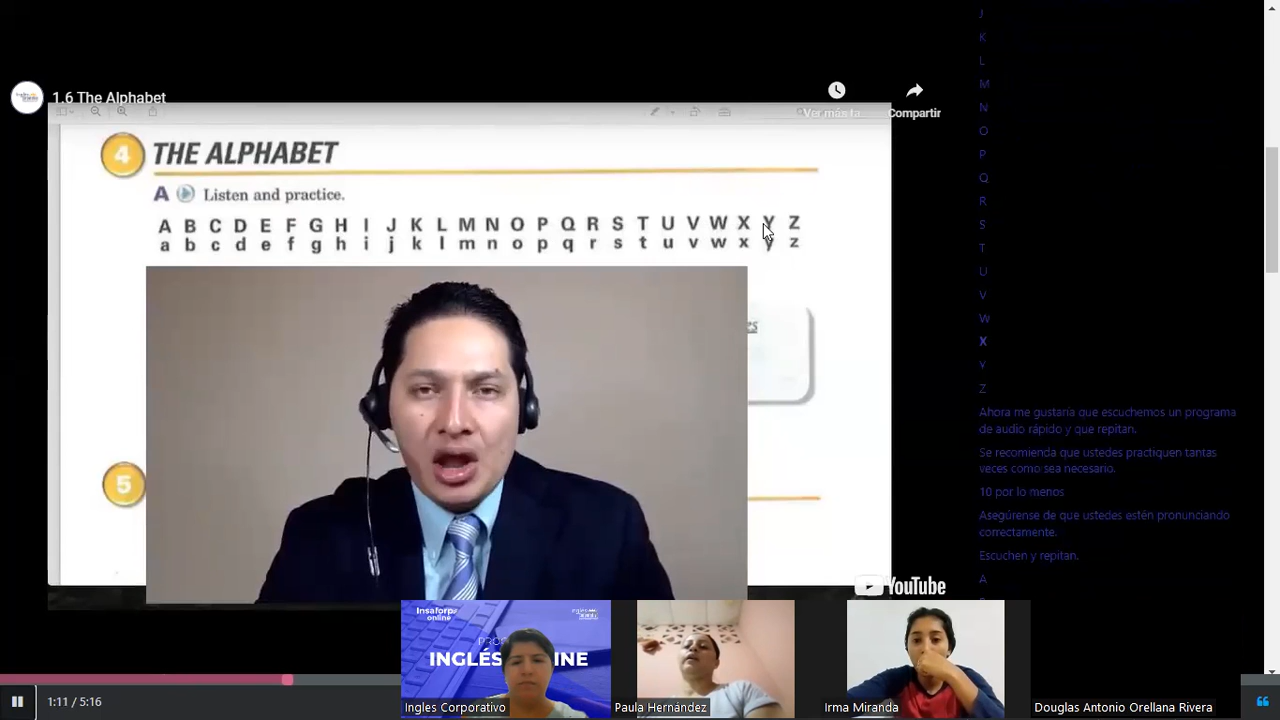 1.6 The Alphabet
Ver más ta...
Compartir
4 THE ALPHABET
A Listen and practice.
A B C D E F G H I J K L M N O P Q R S T U V W X Y Z
a b c d e f g h i j k l m n o p q r s t u v w x y z
5
YouTube
Insaforp
online
INGLÉS
INE
Ingles Corporativo
Paula Hernández
Irma Miranda
Douglas Antonio Orellana Rivera
1:11 / 5:16
J
K
L
M
N
O
P
Q
R
S
T
U
V
W
X
Y
Z
Ahora me gustaría que escuchemos un programa
de audio rápido y que repitan.
Se recomienda que ustedes practiquen tantas
veces como sea necesario.
10 por lo menos
Asegúrense de que ustedes estén pronunciando
correctamente.
Escuchen y repitan.
A